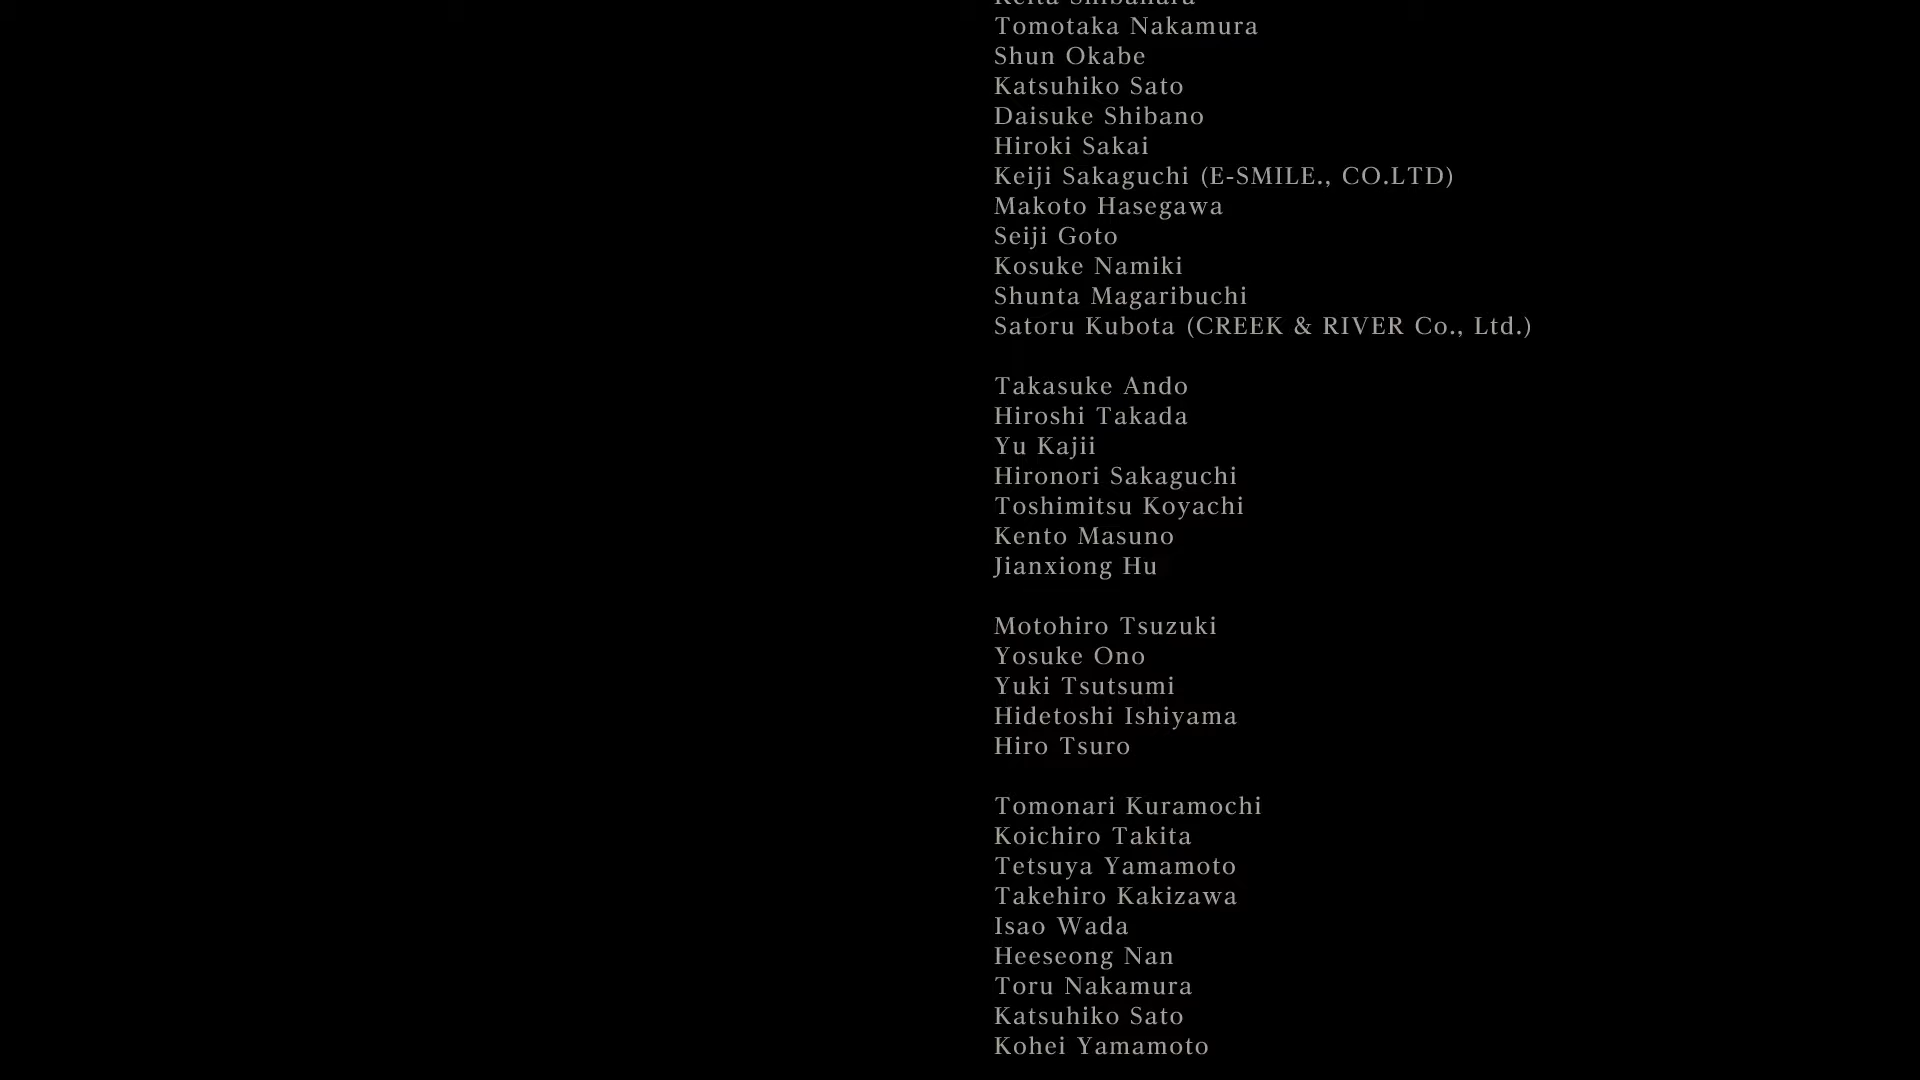 Keita Shibahara
Tomotaka Nakamura
Shun Okabe
Katsuhiko Sato
Daisuke Shibano
Hiroki Sakai
Keiji Sakaguchi (E-SMILE., CO.LTD)
Makoto Hasegawa
Seiji Goto
Kosuke Namiki
Shunta Magaribuchi
Satoru Kubota (CREEK & RIVER Co., Ltd.)
Takasuke Ando
Hiroshi Takada
Yu Kajii
Hironori Sakaguchi
Toshimitsu Koyachi
Kento Masuno
Jianxiong Hu
Motohiro Tsuzuki
Yosuke Ono
Yuki Tsutsumi
Hidetoshi Ishiyama
Hiro Tsuro
Tomonari Kuramochi
Koichiro Takita
Tetsuya Yamamoto
Takehiro Kakizawa
Isao Wada
Heeseong Nan
Toru Nakamura
Katsuhiko Sato
Kohei Yamamoto